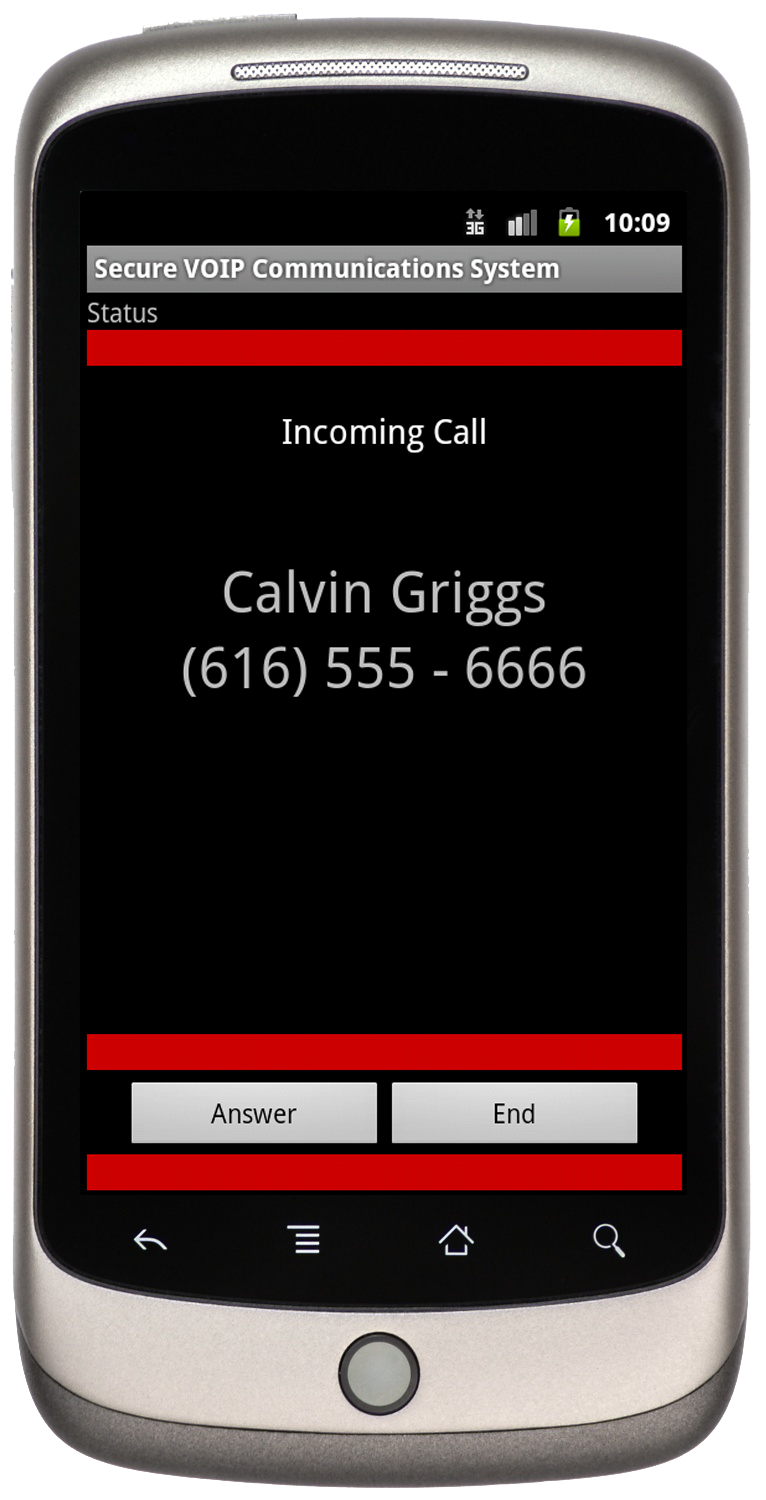 3G 10:09
Secure VOIP Communications System
Status
Incoming Call
Calvin Griggs
(616) 555 - 6666
Answer End